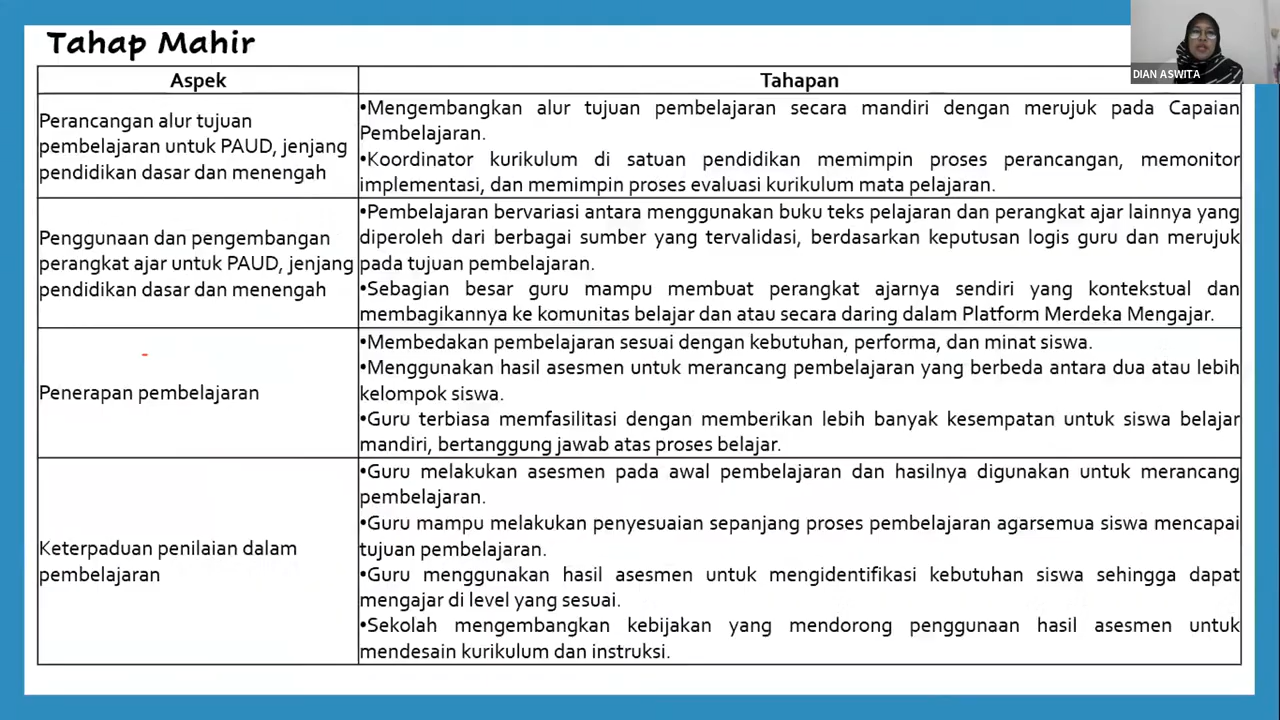 Tahap Mahir
DIAN ASWITA
Aspek
Tahapan
Perancangan alur tujuan
pembelajaran untuk PAUD, jenjang
pendidikan dasar dan menengah
•Mengembangkan alur tujuan pembelajaran secara mandiri dengan merujuk pada Capaian
Pembelajaran.
•Koordinator kurikulum di satuan pendidikan memimpin proses perancangan, memonitor
implementasi, dan memimpin proses evaluasi kurikulum mata pelajaran.
Penggunaan dan pengembangan
perangkat ajar untuk PAUD, jenjang
pendidikan dasar dan menengah
•Pembelajaran bervariasi antara menggunakan buku teks pelajaran dan perangkat ajar lainnya yang
diperoleh dari berbagai sumber yang tervalidasi, berdasarkan keputusan logis guru dan merujuk
pada tujuan pembelajaran.
•Sebagian besar guru mampu membuat perangkat ajarnya sendiri yang kontekstual dan
membagikannya ke komunitas belajar dan atau secara daring dalam Platform Merdeka Mengajar.
Penerapan pembelajaran
•Membedakan pembelajaran sesuai dengan kebutuhan, performa, dan minat siswa.
•Menggunakan hasil asesmen untuk merancang pembelajaran yang berbeda antara dua atau lebih
kelompok siswa.
•Guru terbiasa memfasilitasi dengan memberikan lebih banyak kesempatan untuk siswa belajar
mandiri, bertanggung jawab atas proses belajar.
Keterpaduan penilaian dalam
pembelajaran
•Guru melakukan asesmen pada awal pembelajaran dan hasilnya digunakan untuk merancang
pembelajaran.
•Guru mampu melakukan penyesuaian sepanjang proses pembelajaran agarsemua siswa mencapai
tujuan pembelajaran.
•Guru menggunakan hasil asesmen untuk mengidentifikasi kebutuhan siswa sehingga dapat
mengajar di level yang sesuai.
•Sekolah mengembangkan kebijakan yang mendorong penggunaan hasil asesmen untuk
mendesain kurikulum dan instruksi.